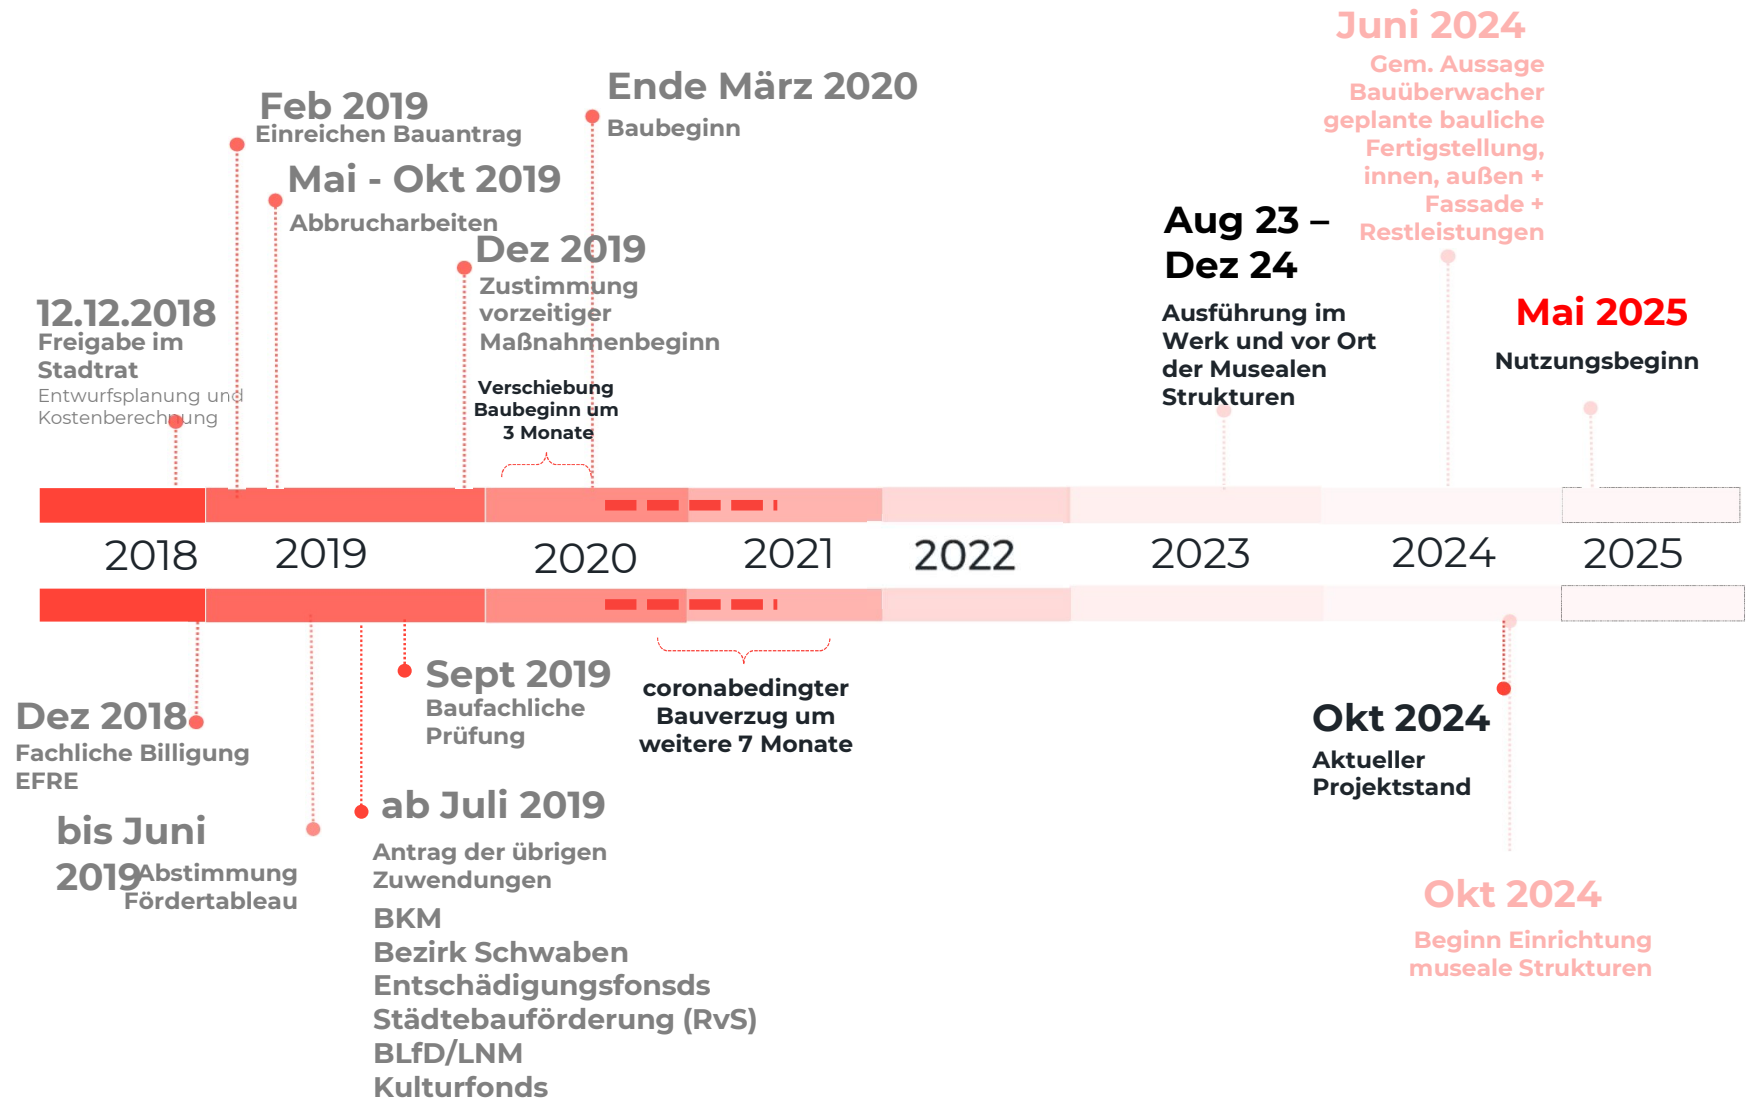 Juni 2024
Gem. Aussage
Bauüberwacher
geplante bauliche
Fertigstellung,
innen, außen +
Fassade +
Restleistungen
Ende März 2020
Baubeginn
Feb 2019
Einreichen Bauantrag
Mai - Okt 2019
Abbrucharbeiten
Dez 2019
Zustimmung
vorzeitiger
Maßnahmenbeginn
Aug 23 –
Dez 24
Ausführung im
Werk und vor Ort
der Musealen
Strukturen
12.12.2018
Freigabe im
Stadtrat
Entwurfsplanung und
Kostenberechnung
Mai 2025
Nutzungsbeginn
Verschiebung
Baubeginn um
3 Monate
2018
2019
2020
2021
2022
2023
2024
2025
Dez 2018
Fachliche Billigung
EFRE
Sept 2019
Baufachliche
Prüfung
coronabedingter
Bauverzug um
weitere 7 Monate
Okt 2024
Aktueller
Projektstand
bis Juni
2019
Abstimmung
Fördertableau
ab Juli 2019
Antrag der übrigen
Zuwendungen
BKM
Bezirk Schwaben
Entschädigungsfonsds
Städtebauförderung (RvS)
BLfD/LNM
Kulturfonds
Okt 2024
Beginn Einrichtung
museale Strukturen